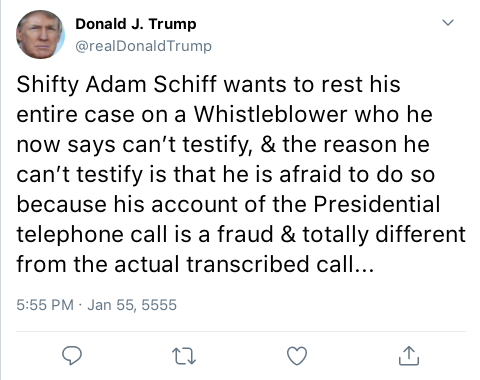 Donald J. Trump
@realDonaldTrump
Shifty Adam Schiff wants to rest his
entire case on a Whistleblower who he
now says can’t testify, & the reason he
can’t testify is that he is afraid to do so
because his account of the Presidential
telephone call is a fraud & totally different
from the actual transcribed call...
5:55 PM · Jan 55, 5555